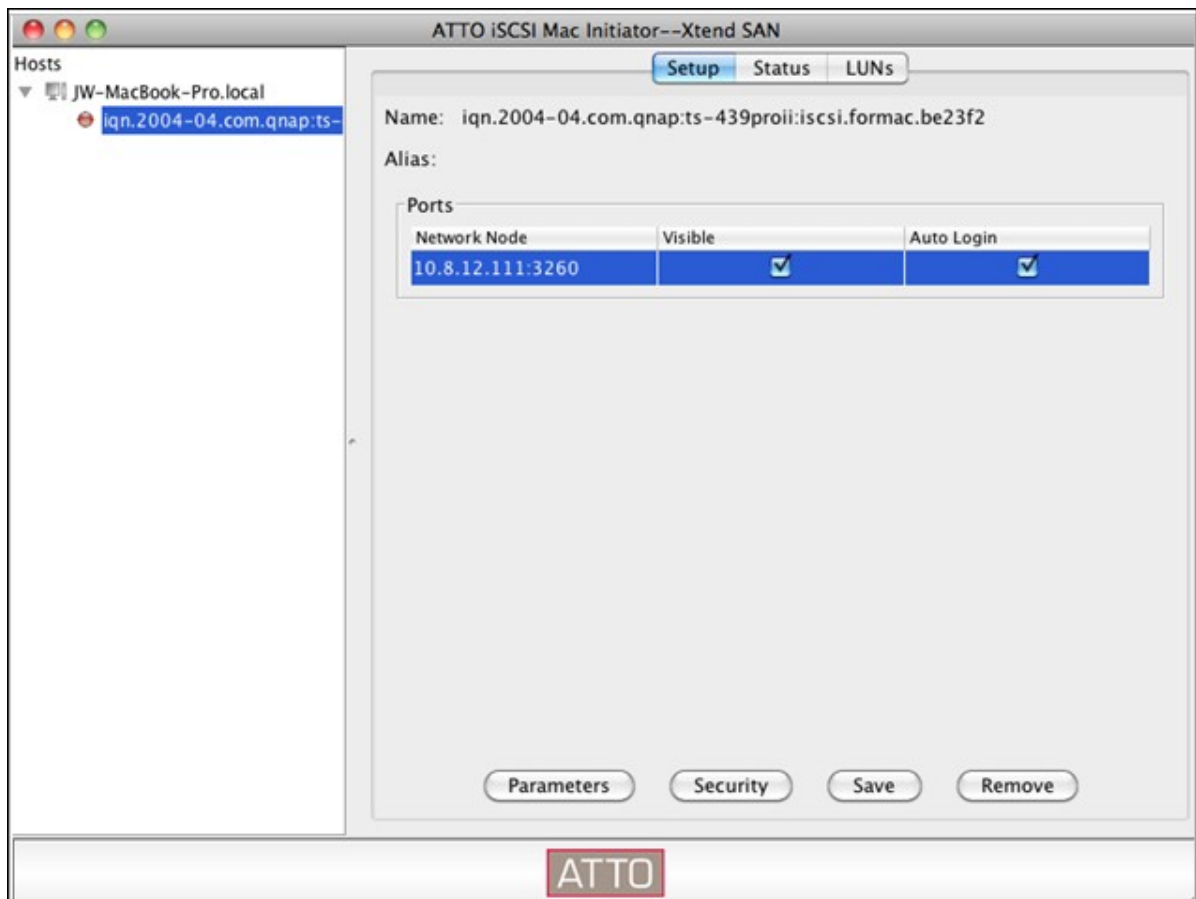 ATTO iSCSI Mac Initiator--Xtend SAN
Hosts
JW-MacBook-Pro.local
iqn.2004-04.com.qnap:ts-
Setup Status LUNs
Name: iqn.2004-04.com.qnap:ts-439proii:iscsi.formac.be23f2
Alias:
Ports
Network Node Visible Auto Login
10.8.12.111:3260
Parameters Security Save Remove
ATTO